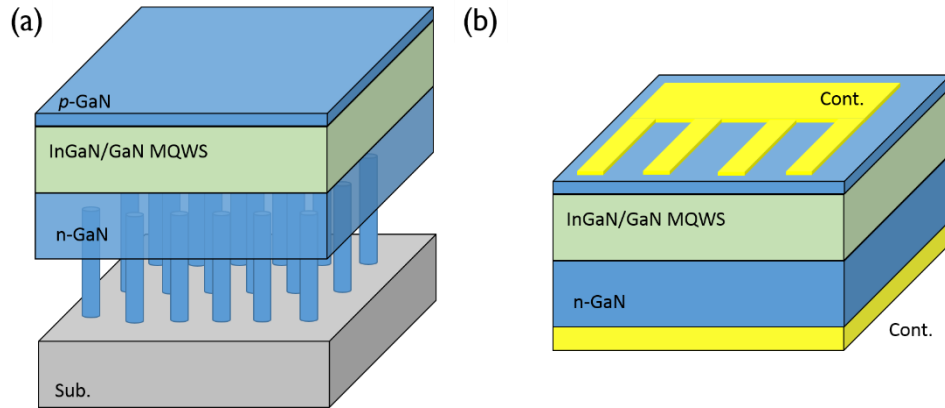 (a)
p-GaN
InGaN/GaN MQWS
n-GaN
Sub.
(b)
Cont.
InGaN/GaN MQWS
n-GaN
Cont.